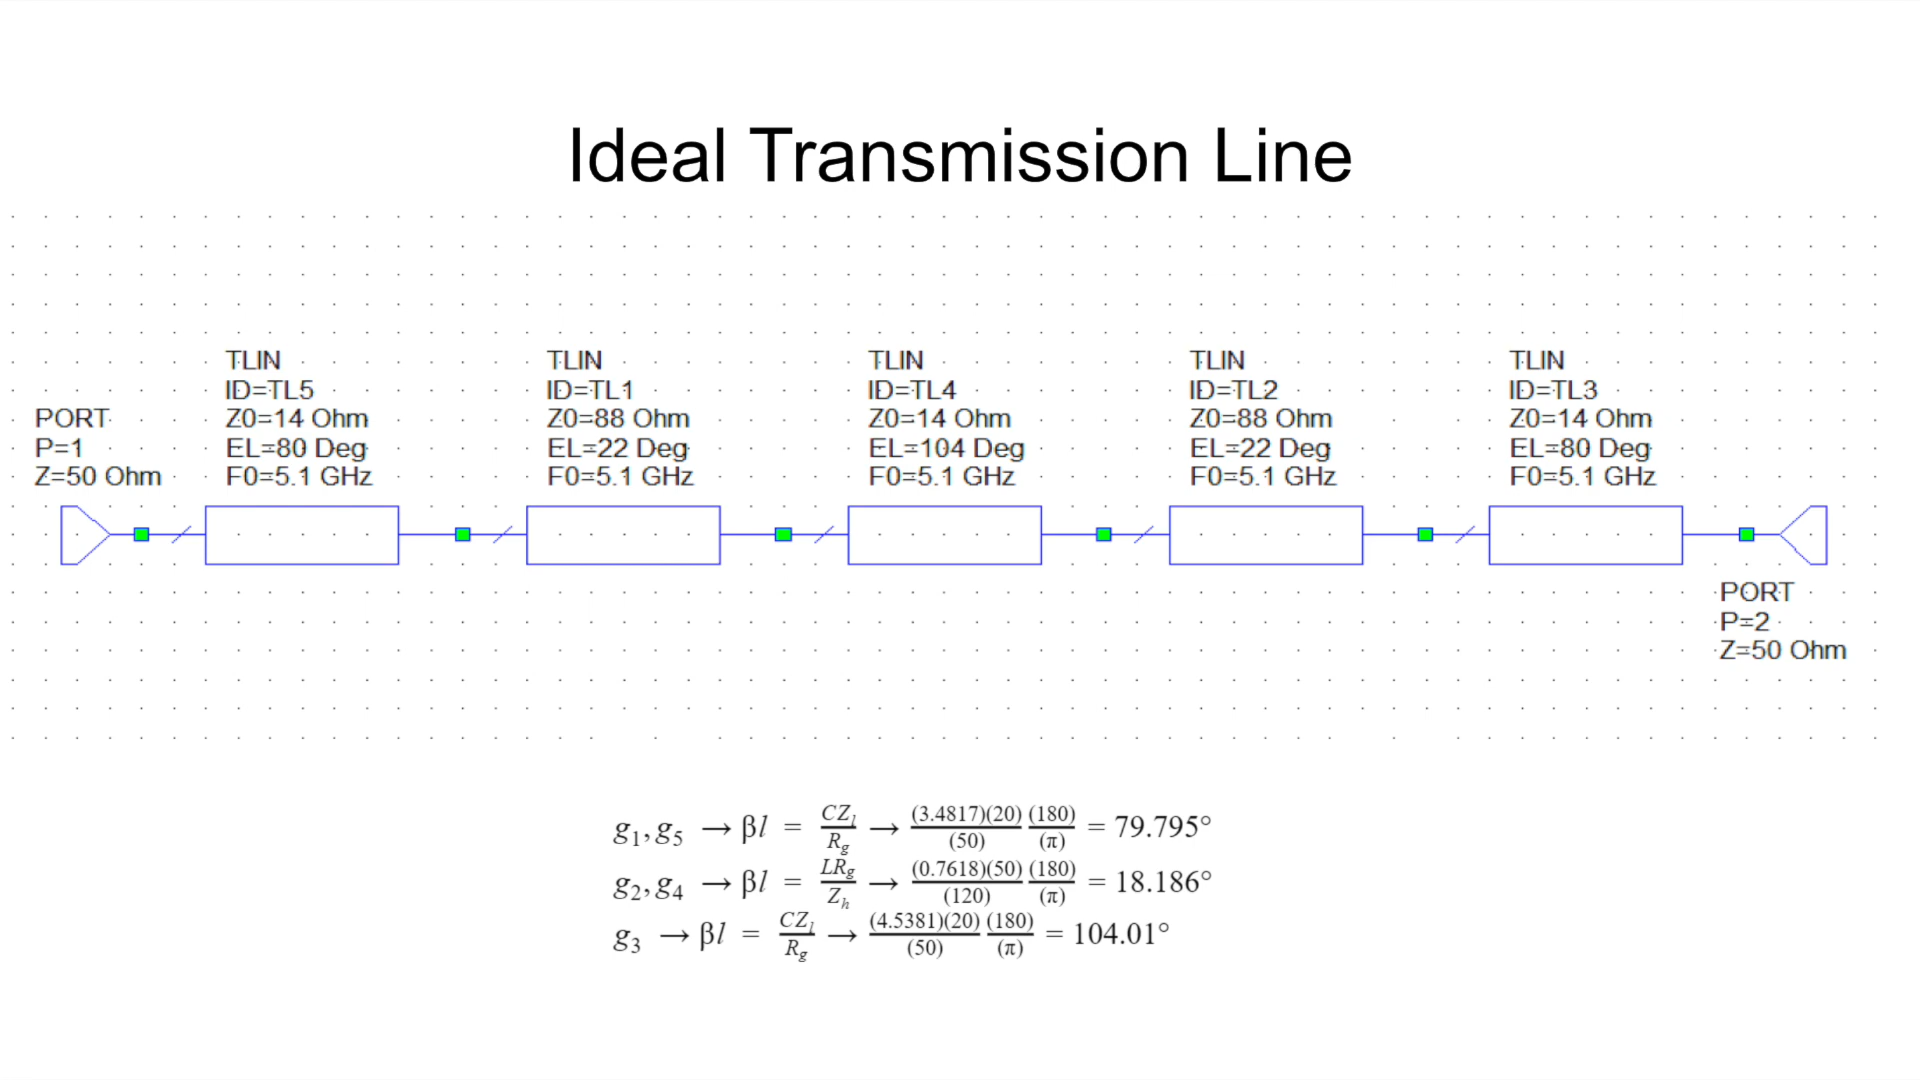 Ideal Transmission Line
PORT
P=1
Z=50 Ohm
TLIN
ID=TL5
Z0=14 Ohm
EL=80 Deg
F0=5.1 GHz
TLIN
ID=TL1
Z0=88 Ohm
EL=22 Deg
F0=5.1 GHz
TLIN
ID=TL4
Z0=14 Ohm
EL=104 Deg
F0=5.1 GHz
TLIN
ID=TL2
Z0=88 Ohm
EL=22 Deg
F0=5.1 GHz
TLIN
ID=TL3
Z0=14 Ohm
EL=80 Deg
F0=5.1 GHz
PORT
P=2
Z=50 Ohm
g₁, g₅ → βl = CZₗ/R_g → (3.4817)(20)/(50) (180)/(π) = 79.795°
g₂, g₄ → βl = LR_g/Zₕ → (0.7618)(50)/(120) (180)/(π) = 18.186°
g₃ → βl = CZₗ/R_g → (4.5381)(20)/(50) (180)/(π) = 104.01°